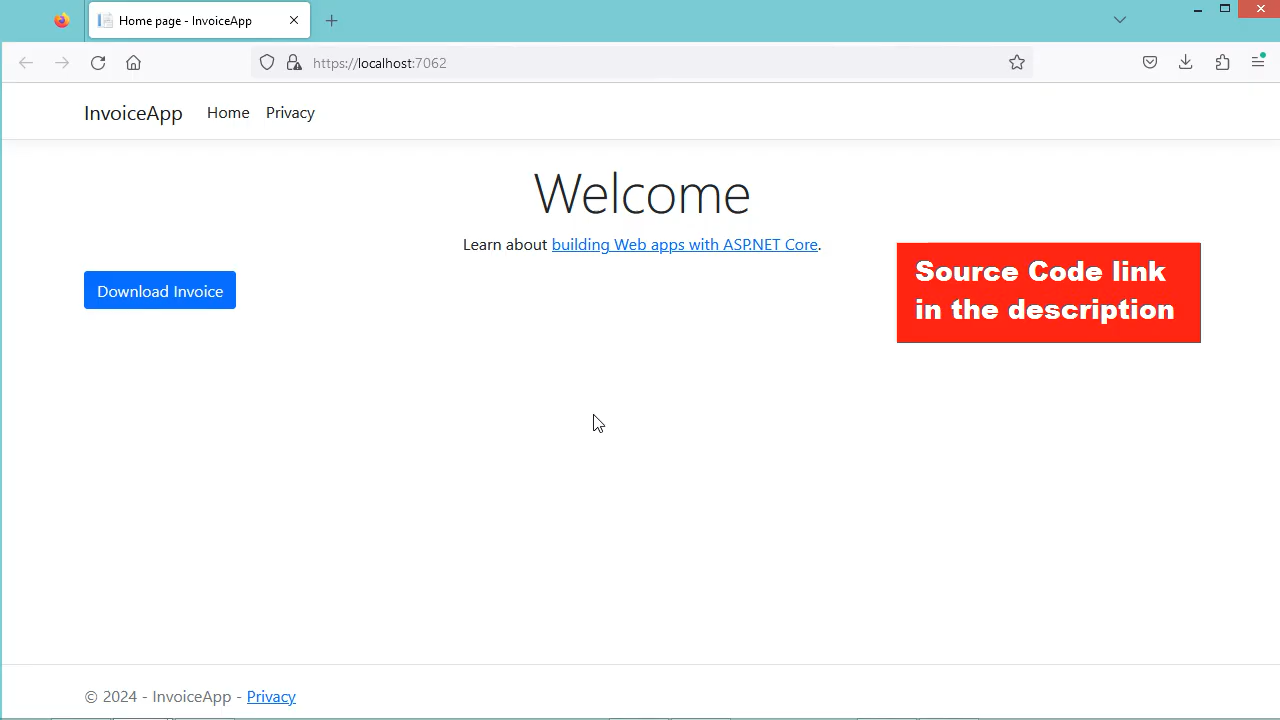 Home page - InvoiceApp
https://localhost:7062
InvoiceApp Home Privacy
Welcome
Learn about building Web apps with ASP.NET Core.
Download Invoice
Source Code link
in the description
© 2024 - InvoiceApp - Privacy